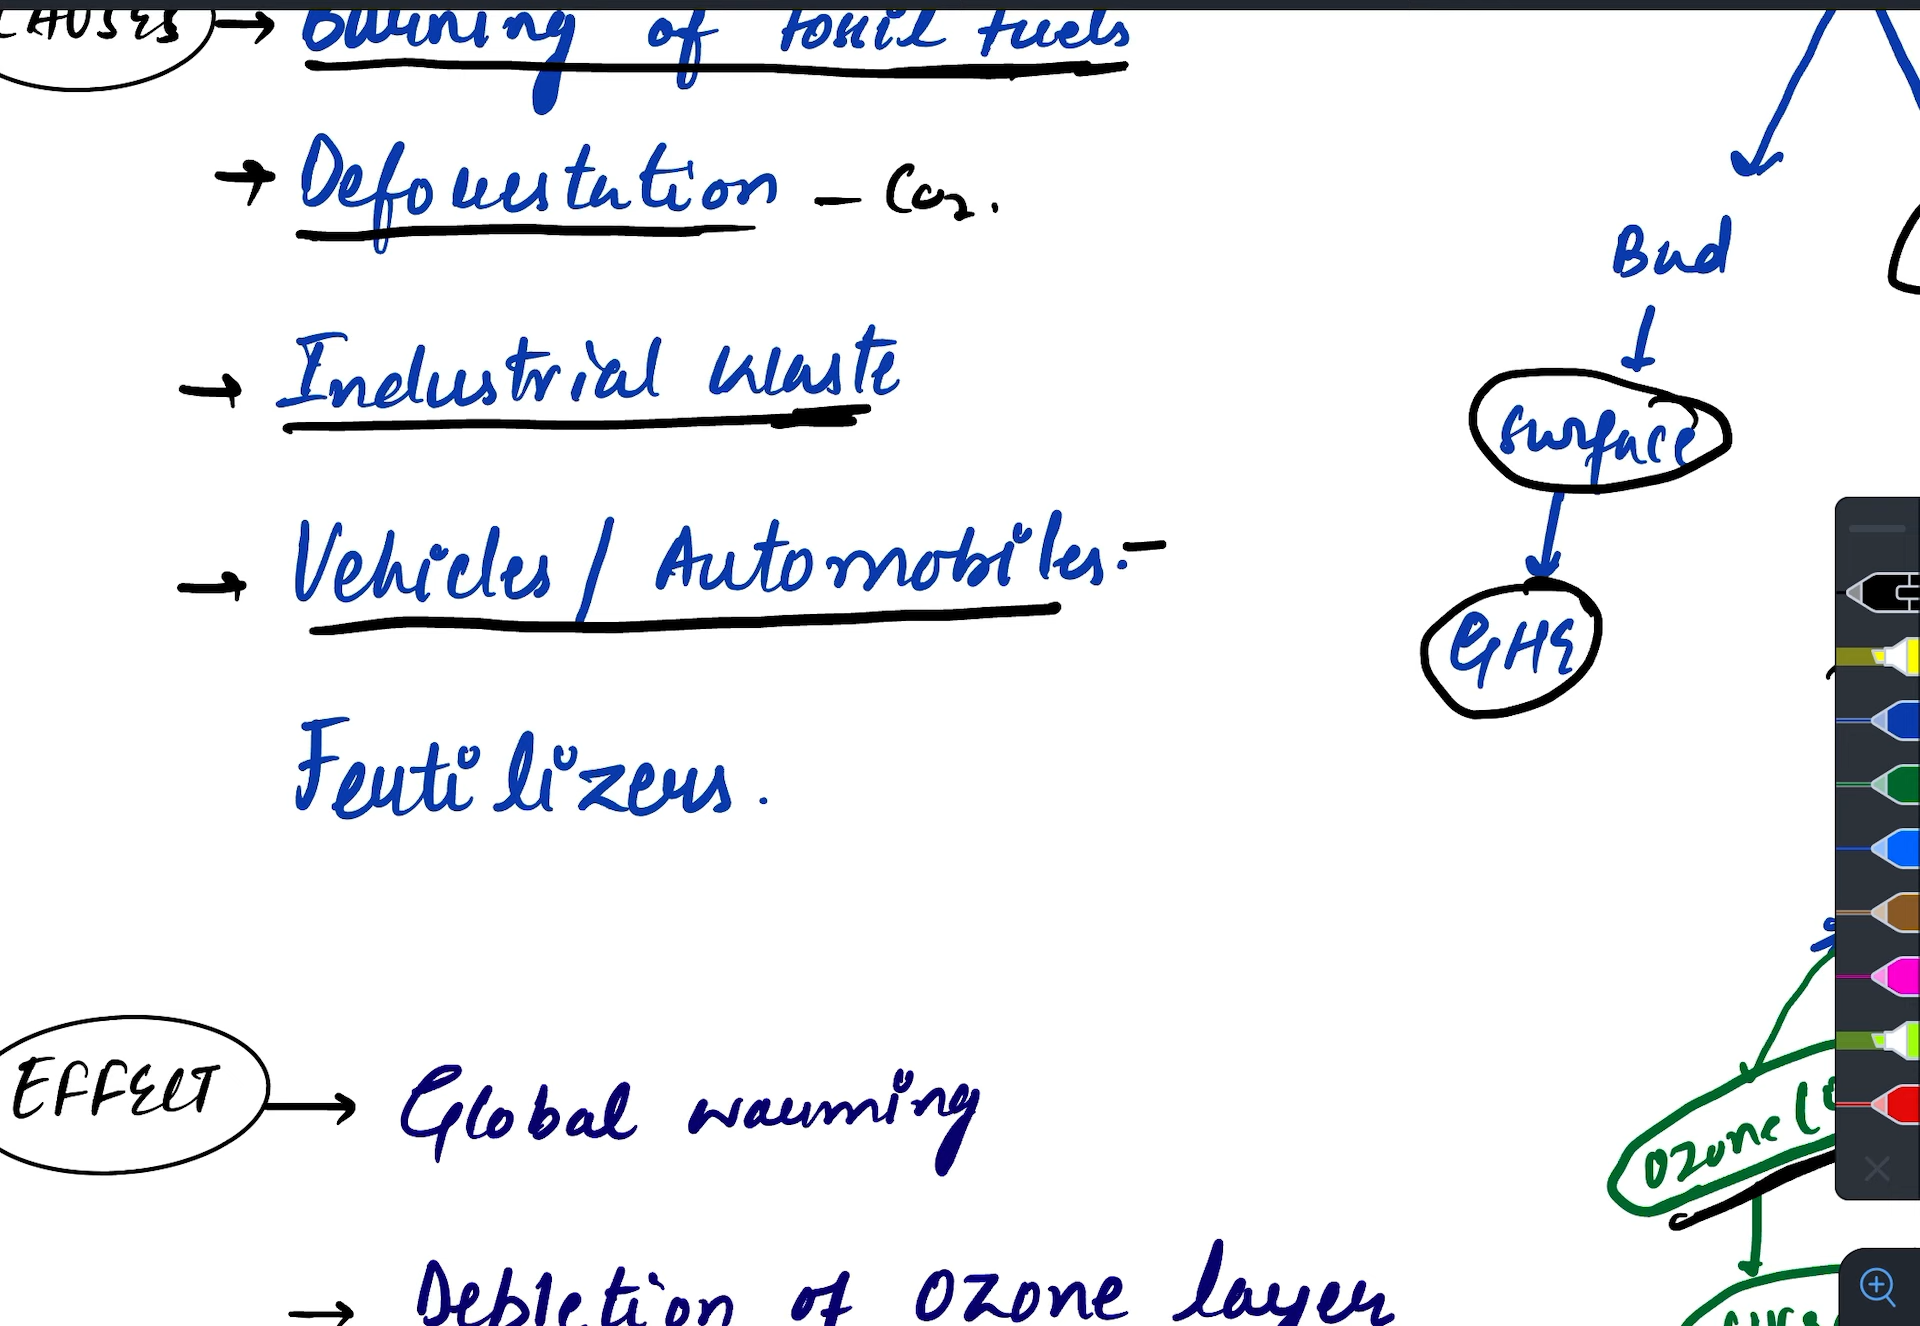 CAUSES → Burning of fossil fuels
→ Deforestation - CO2.
→ Industrial waste
→ Vehicles / Automobiles:-
Fertilizers.
EFFECT → Global warming
→ Depletion of Ozone layer
Bad
surface
GHG
Ozone (